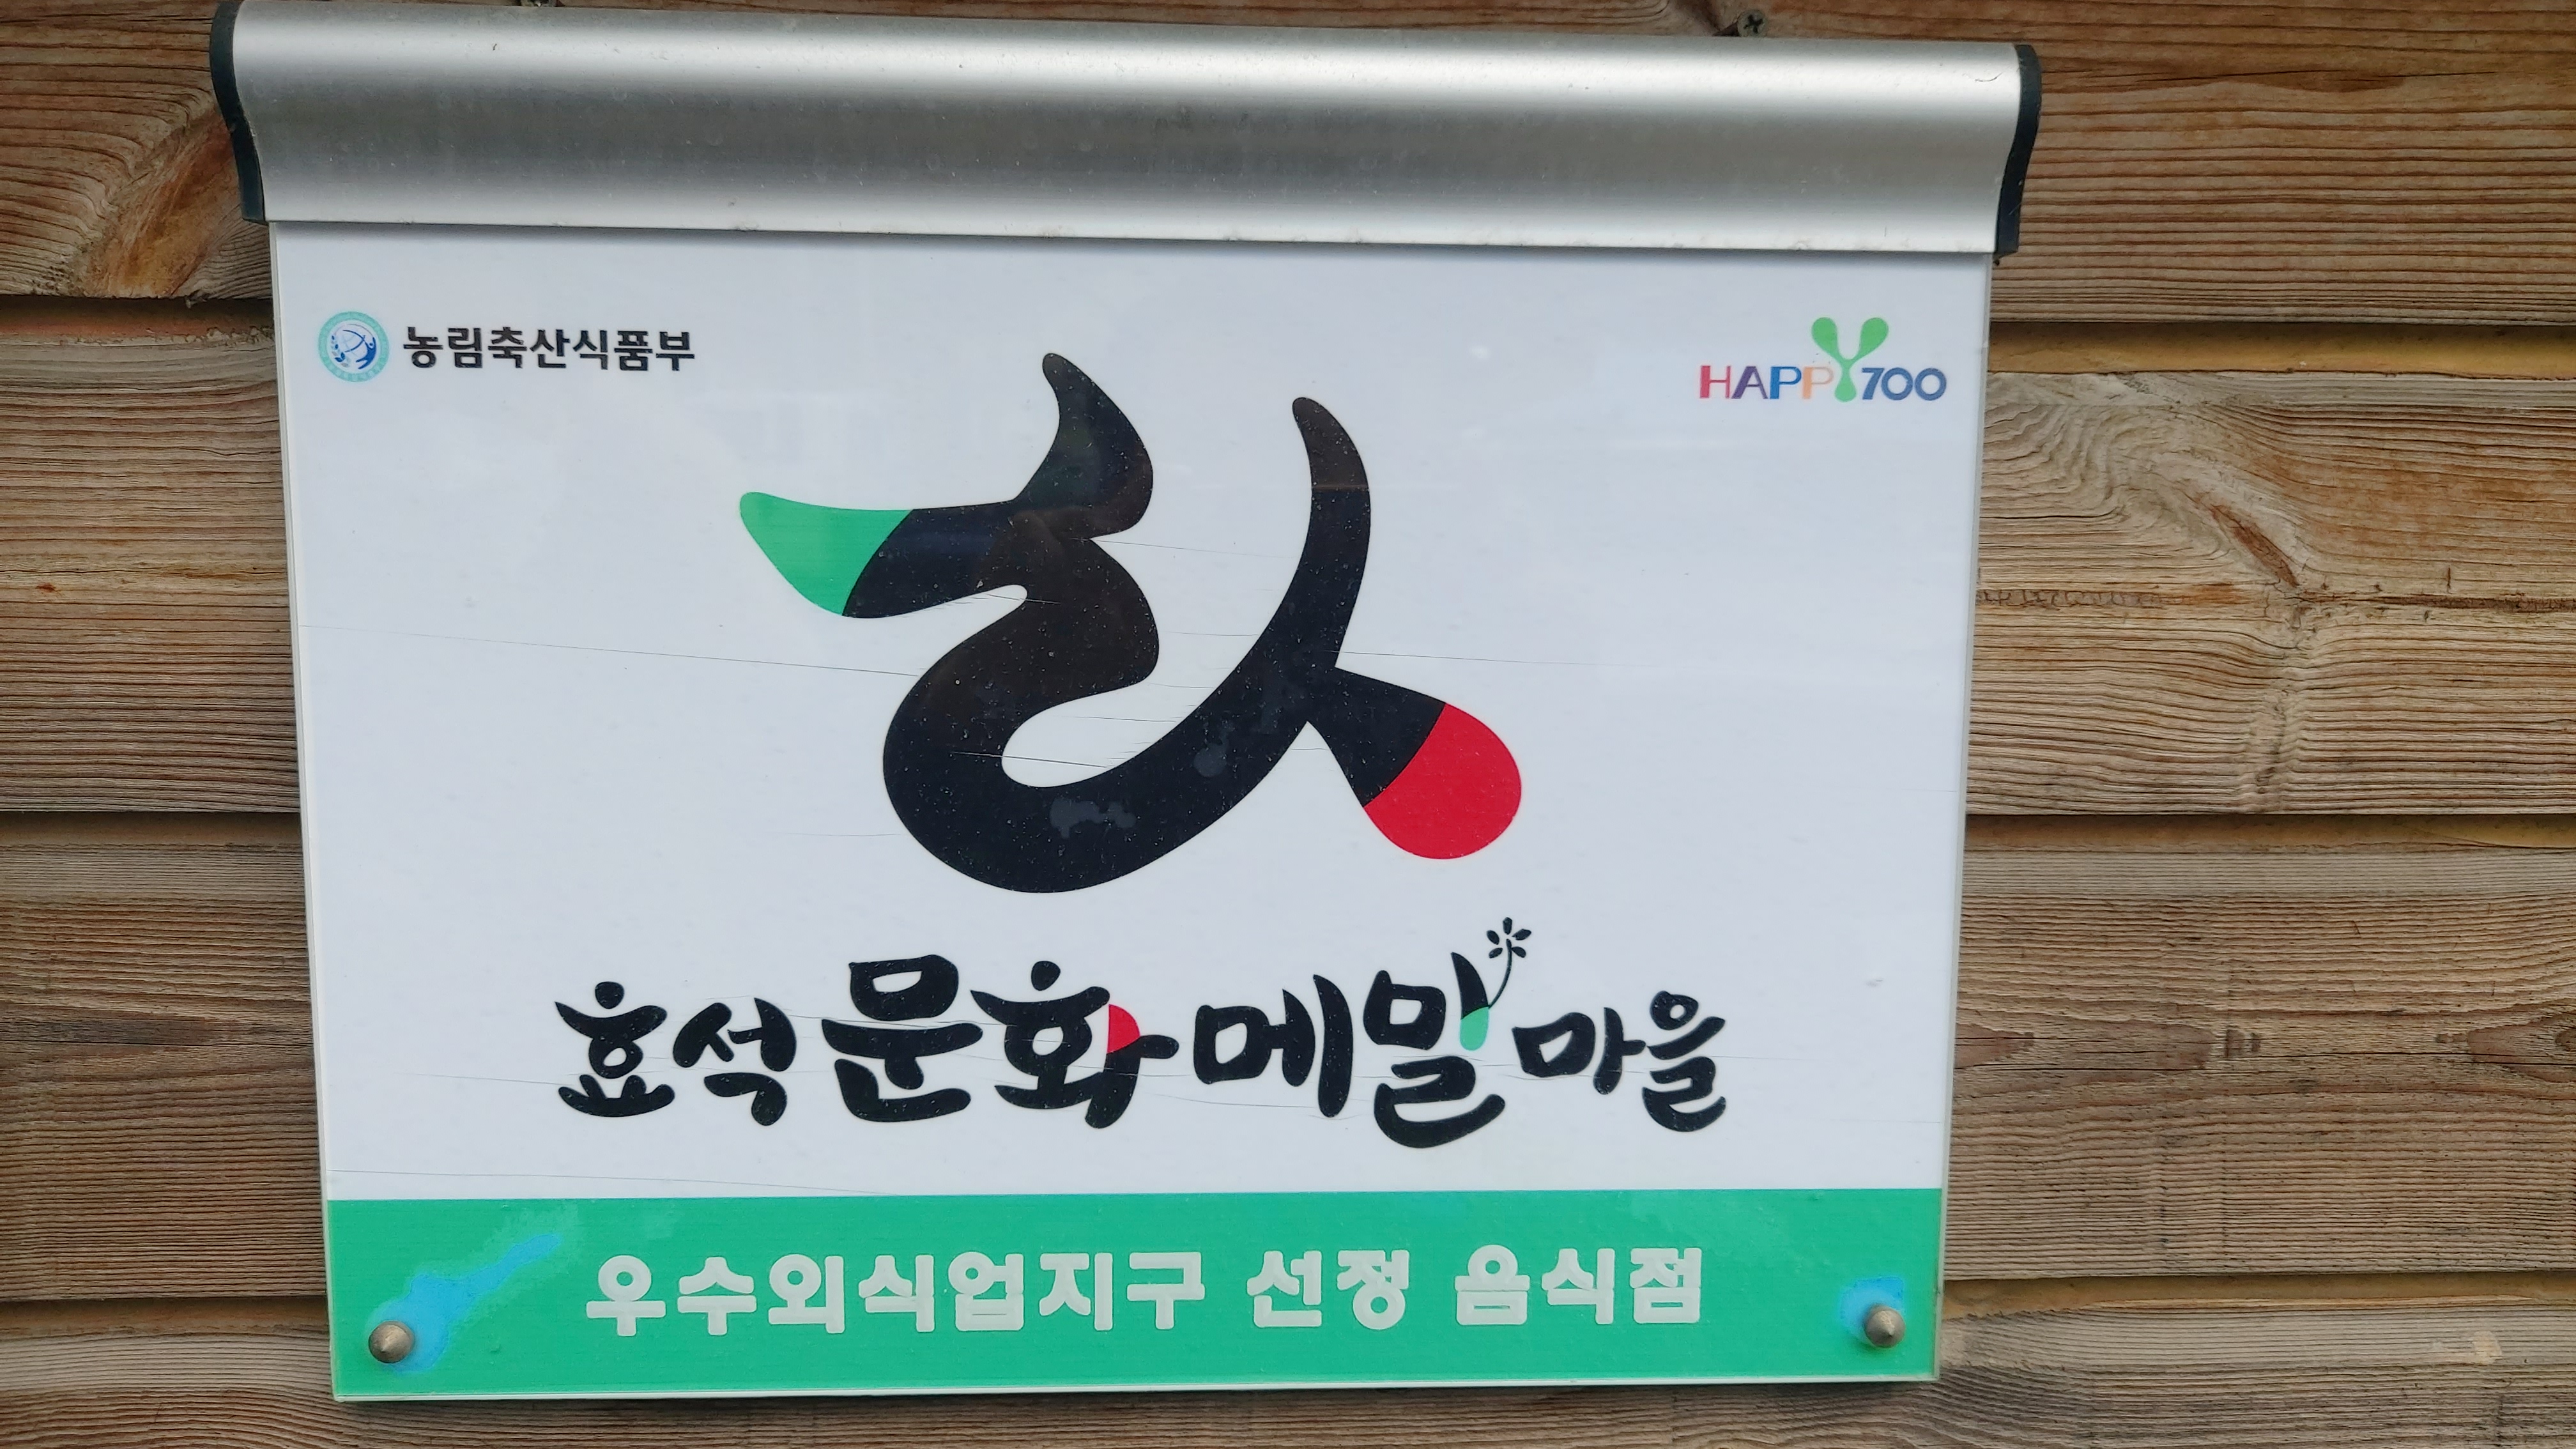 농림축산식품부
HAPPY700
효석문화메밀마을
우수외식업지구 선정 음식점